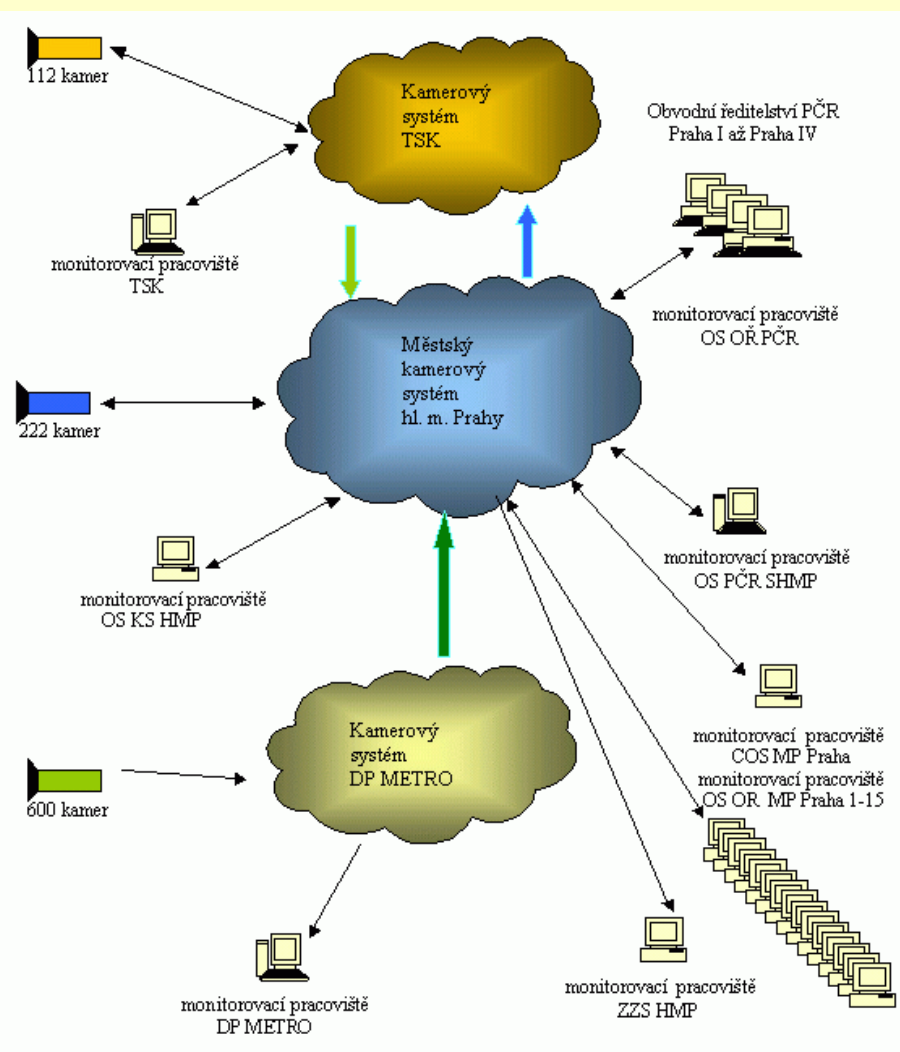 112 kamer
Kamerový
systém
TSK
Obvodní ředitelství PČR
Praha I až Praha IV
monitorovací pracoviště
TSK
monitorovací pracoviště
OS OŘ PČR
Městský
kamerový
systém
hl. m. Prahy
222 kamer
monitorovací pracoviště
OS PČR SHMP
monitorovací pracoviště
OS KS HMP
monitorovací pracoviště
COS MP Praha
monitorovací pracoviště
OS OR MP Praha 1-15
Kamerový
systém
DP METRO
600 kamer
monitorovací pracoviště
DP METRO
monitorovací pracoviště
ZZS HMP